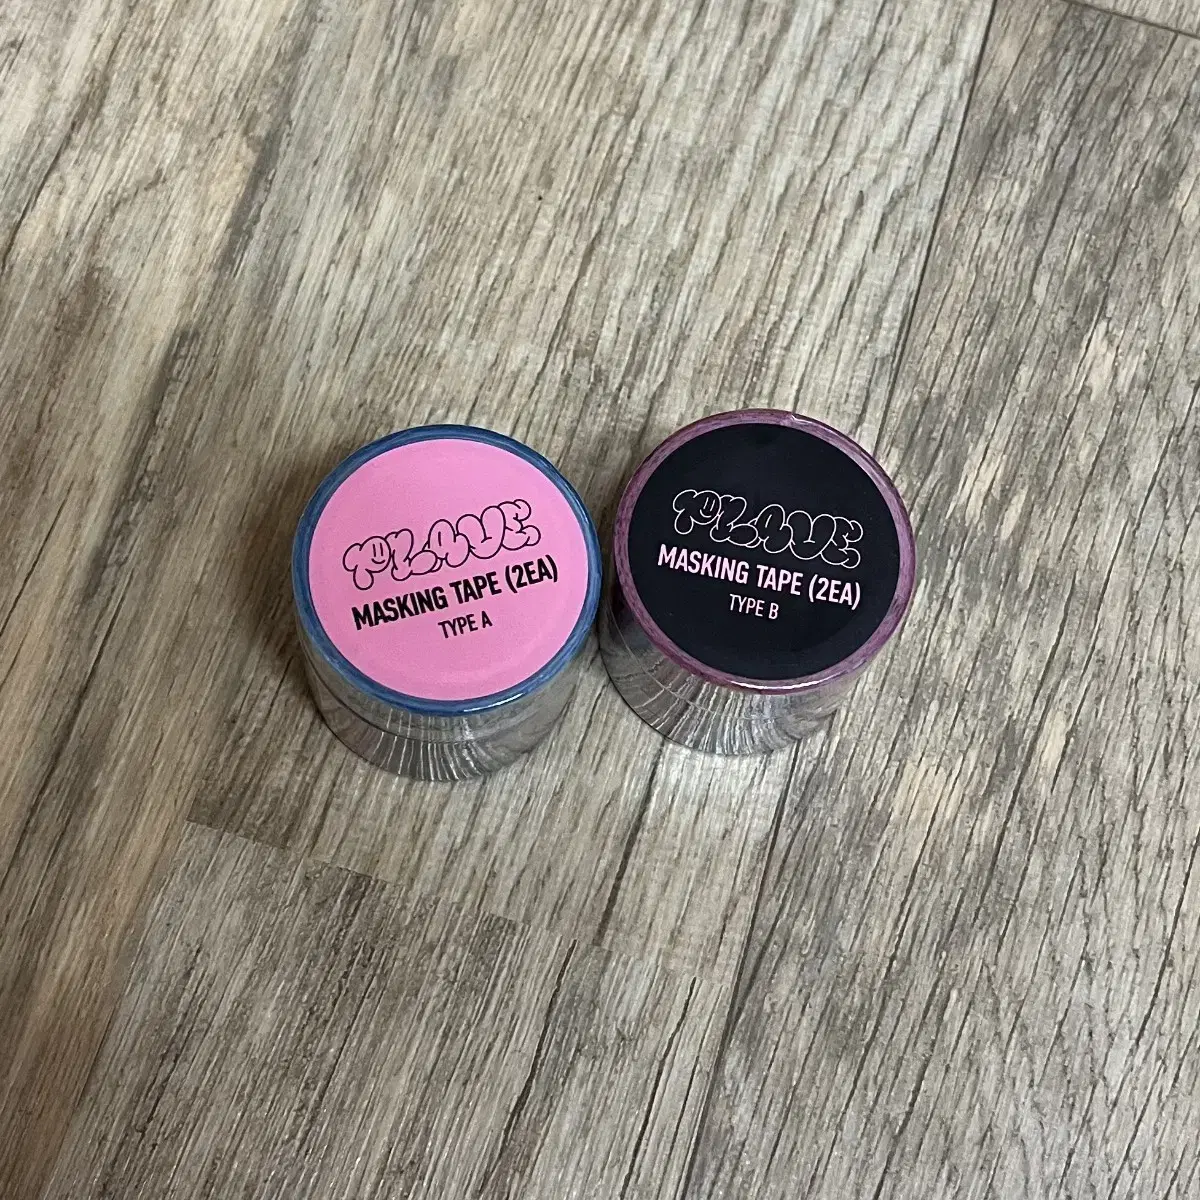 PLAVE
MASKING TAPE (2EA)
TYPE A
PLAVE
MASKING TAPE (2EA)
TYPE B